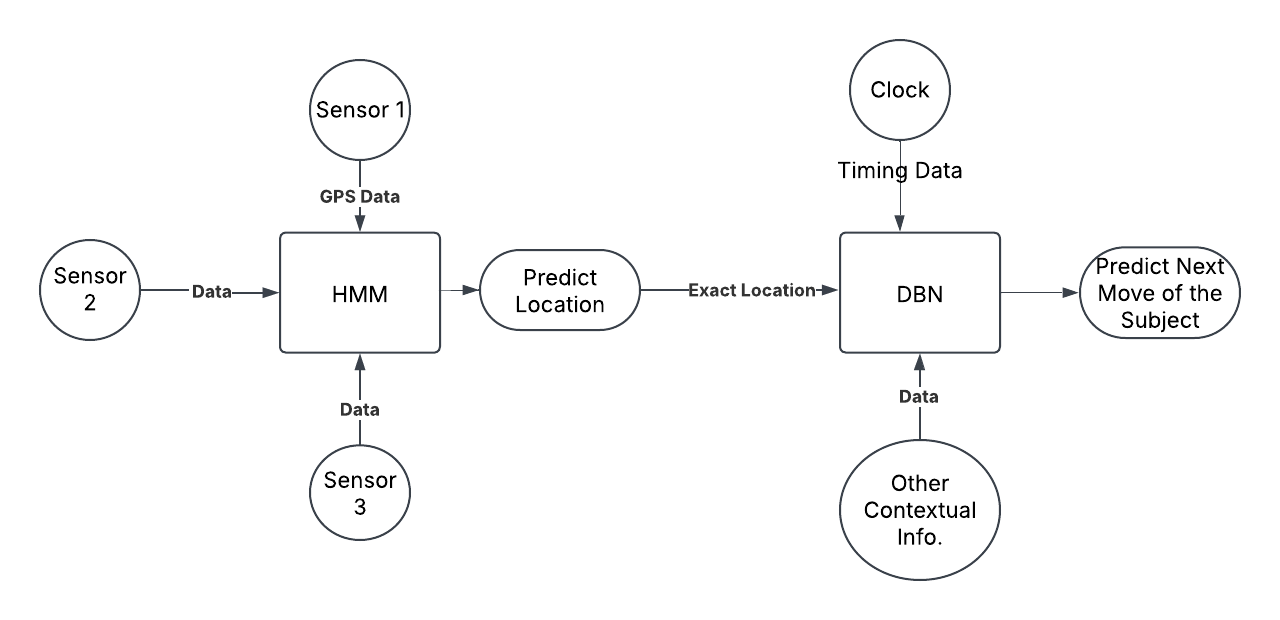 Clock
Sensor 1
Timing Data
GPS Data
Sensor
2
Data
HMM
Predict
Location
Exact Location
DBN
Predict Next
Move of the
Subject
Data
Data
Sensor
3
Other
Contextual
Info.